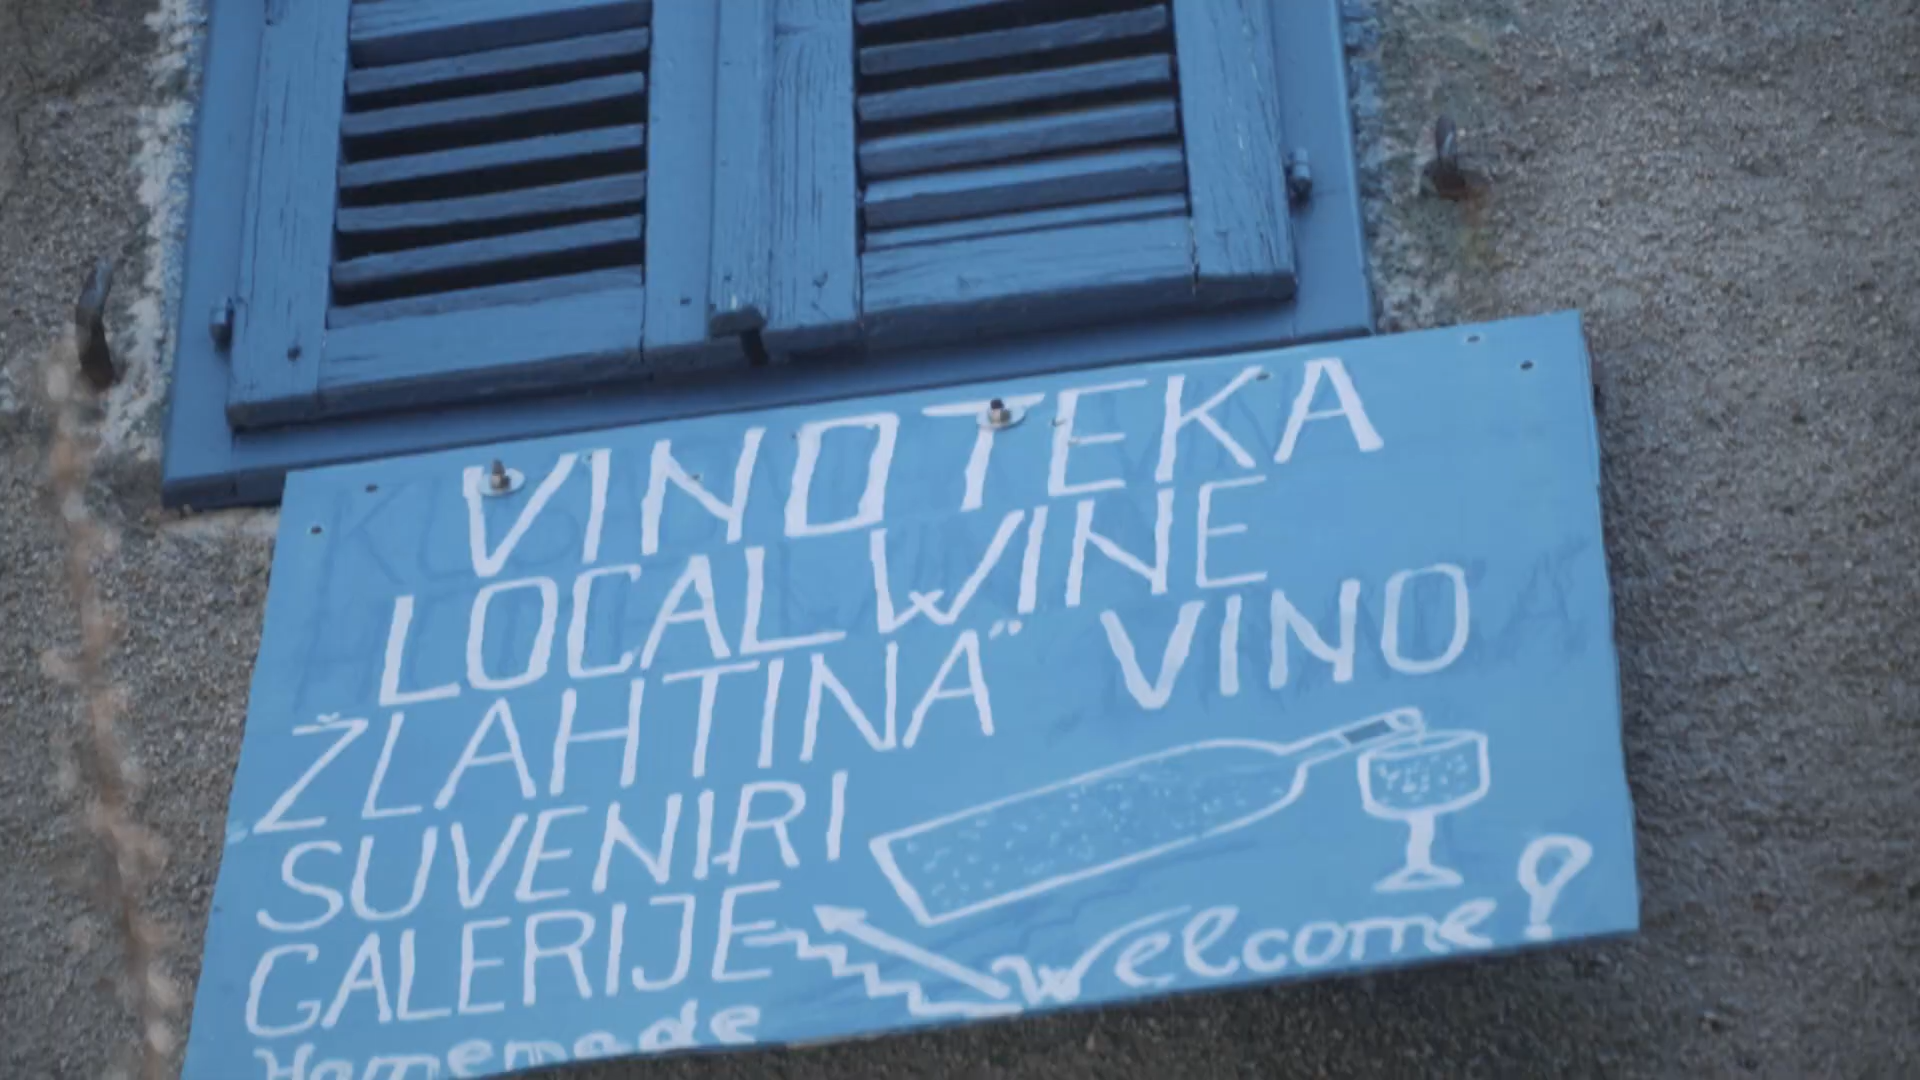 VINOTEKA
LOCAL WINE
ŽLAHTINA" VINO
SUVENIRI
GALERIJE
Welcome!
Homemade